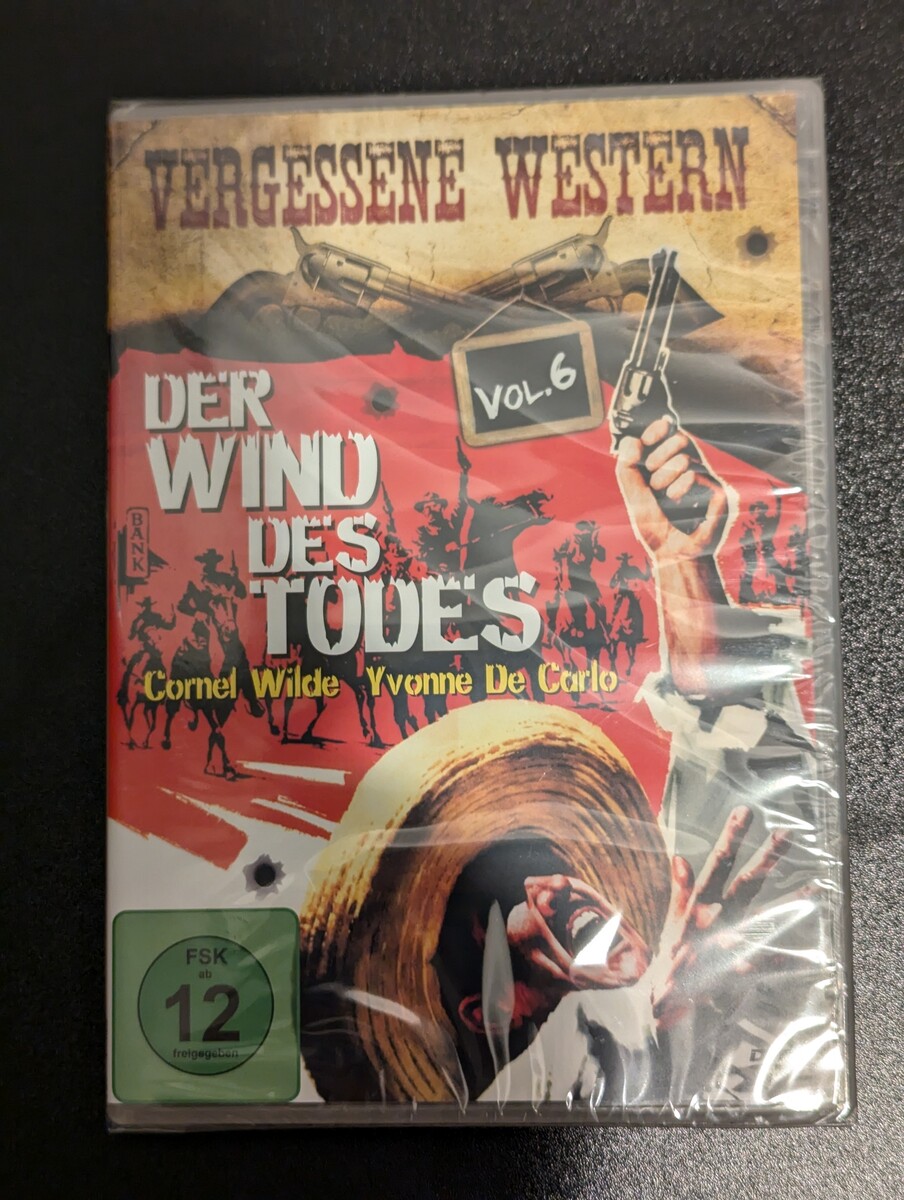 VERGESSENE WESTERN
VOL.6
DER
WIND
DES
TODES
BANK
Cornel Wilde Yvonne De Carlo
FSK
ab
12
freigegeben